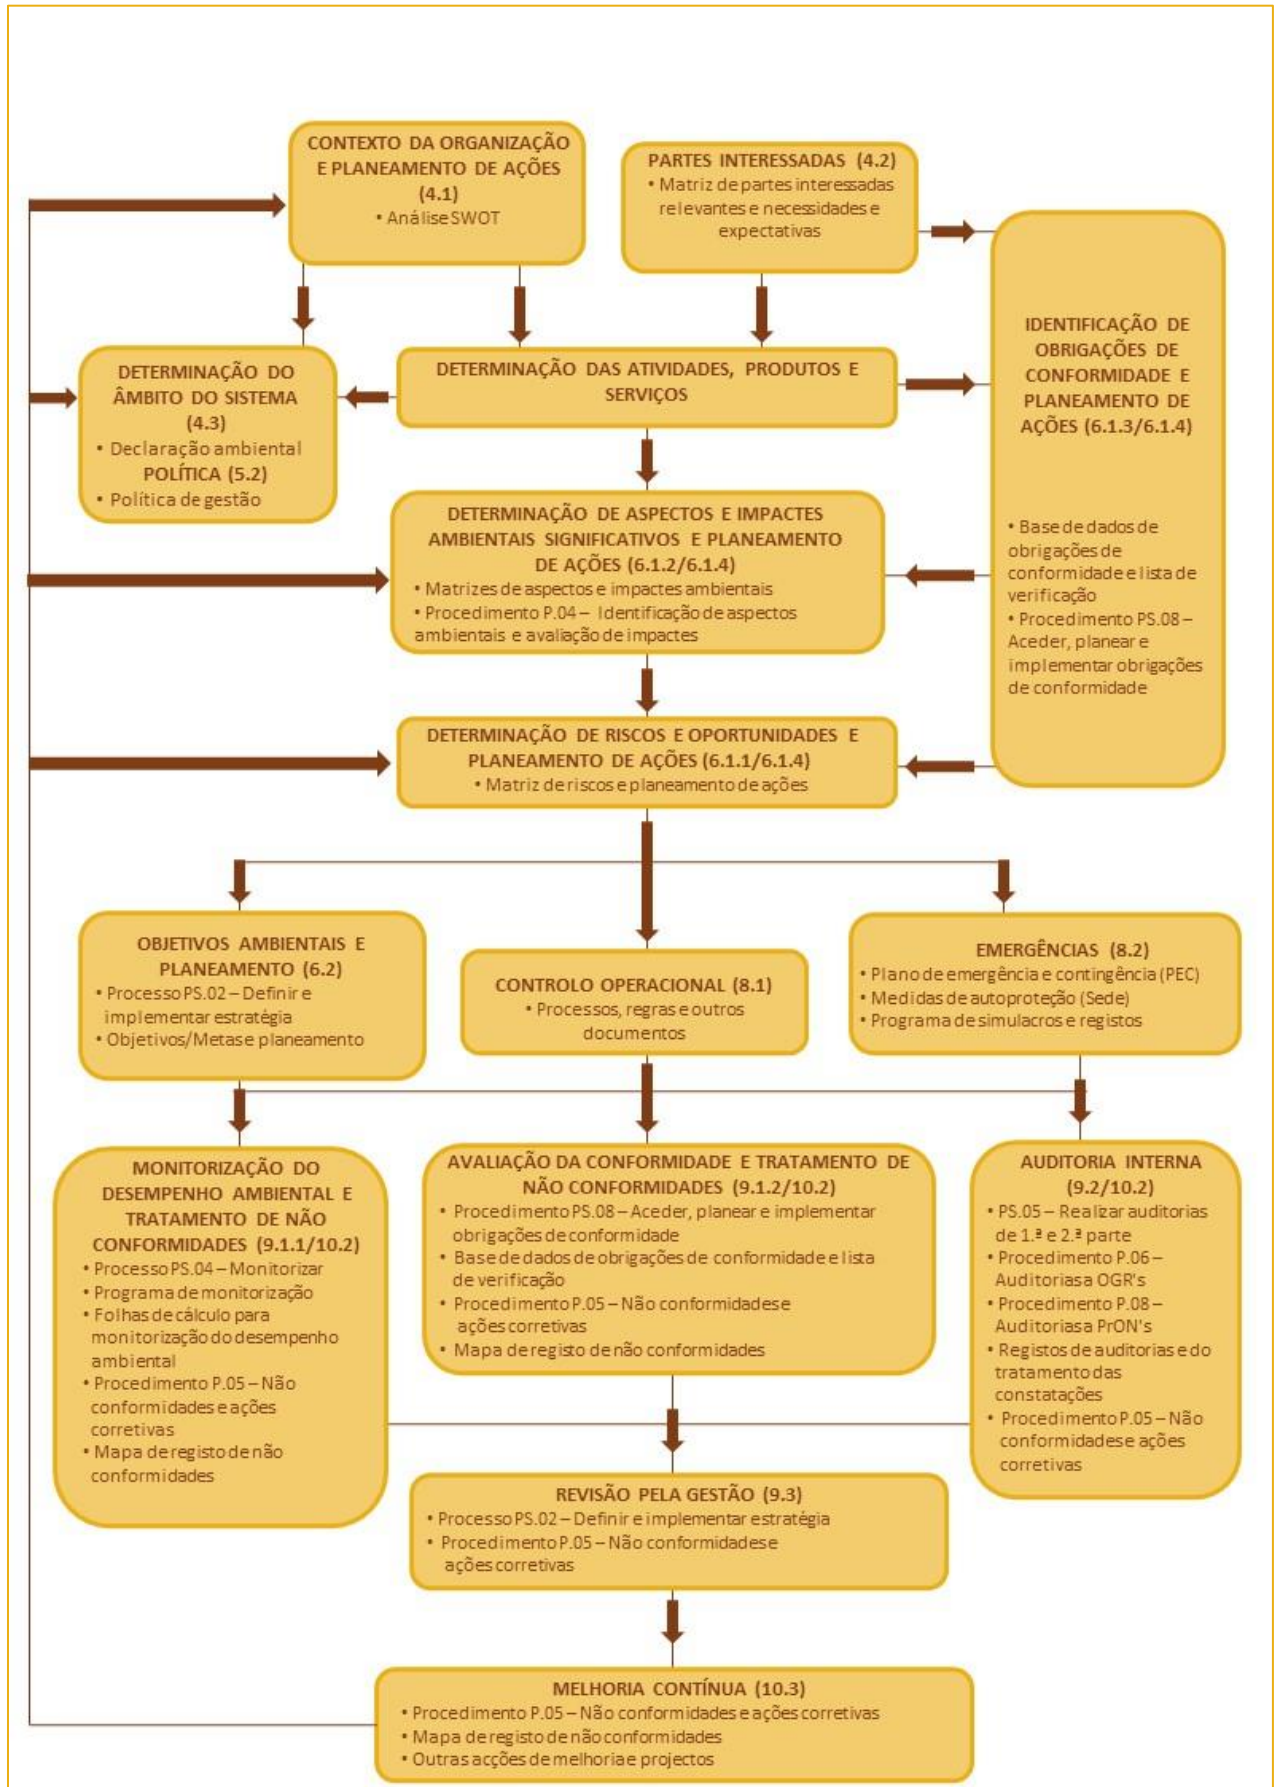 CONTEXTO DA ORGANIZAÇÃO
E PLANEAMENTO DE AÇÕES
(4.1)
• Análise SWOT
PARTES INTERESSADAS (4.2)
• Matriz de partes interessadas
relevantes e necessidades e
expectativas
IDENTIFICAÇÃO DE
OBRIGAÇÕES DE
CONFORMIDADE E
PLANEAMENTO DE
AÇÕES (6.1.3/6.1.4)
• Base de dados de
obrigações de
conformidade e lista de
verificação
• Procedimento PS.08 –
Aceder, planear e
implementar obrigações
de conformidade
DETERMINAÇÃO DO
ÂMBITO DO SISTEMA
(4.3)
• Declaração ambiental
POLÍTICA (5.2)
• Política de gestão
DETERMINAÇÃO DAS ATIVIDADES, PRODUTOS E
SERVIÇOS
DETERMINAÇÃO DE ASPECTOS E IMPACTES
AMBIENTAIS SIGNIFICATIVOS E PLANEAMENTO
DE AÇÕES (6.1.2/6.1.4)
• Matrizes de aspectos e impactes ambientais
• Procedimento P.04 – Identificação de aspectos
ambientais e avaliação de impactes
DETERMINAÇÃO DE RISCOS E OPORTUNIDADES E
PLANEAMENTO DE AÇÕES (6.1.1/6.1.4)
• Matriz de riscos e planeamento de ações
OBJETIVOS AMBIENTAIS E
PLANEAMENTO (6.2)
• Processo PS.02 – Definir e
implementar estratégia
• Objetivos/Metas e planeamento
CONTROLO OPERACIONAL (8.1)
• Processos, regras e outros
documentos
EMERGÊNCIAS (8.2)
• Plano de emergência e contingência (PEC)
• Medidas de autoproteção (Sede)
• Programa de simulacros e registos
MONITORIZAÇÃO DO
DESEMPENHO AMBIENTAL E
TRATAMENTO DE NÃO
CONFORMIDADES (9.1.1/10.2)
• Processo PS.04 – Monitorizar
• Programa de monitorização
• Folhas de cálculo para
monitorização do desempenho
ambiental
• Procedimento P.05 – Não
conformidades e ações
corretivas
• Mapa de registo de não
conformidades
AVALIAÇÃO DA CONFORMIDADE E TRATAMENTO DE
NÃO CONFORMIDADES (9.1.2/10.2)
• Procedimento PS.08 – Aceder, planear e implementar
obrigações de conformidade
• Base de dados de obrigações de conformidade e lista
de verificação
• Procedimento P.05 – Não conformidades e
ações corretivas
• Mapa de registo de não conformidades
AUDITORIA INTERNA
(9.2/10.2)
• PS.05 – Realizar auditorias
de 1.ª e 2.ª parte
• Procedimento P.06 –
Auditorias a OGR's
• Procedimento P.08 –
Auditorias a PrON's
• Registos de auditorias e do
tratamento das
constatações
• Procedimento P.05 – Não
conformidades e ações
corretivas
REVISÃO PELA GESTÃO (9.3)
• Processo PS.02 – Definir e implementar estratégia
• Procedimento P.05 – Não conformidades e
ações corretivas
MELHORIA CONTÍNUA (10.3)
• Procedimento P.05 – Não conformidades e ações corretivas
• Mapa de registo de não conformidades
• Outras acções de melhoria e projectos